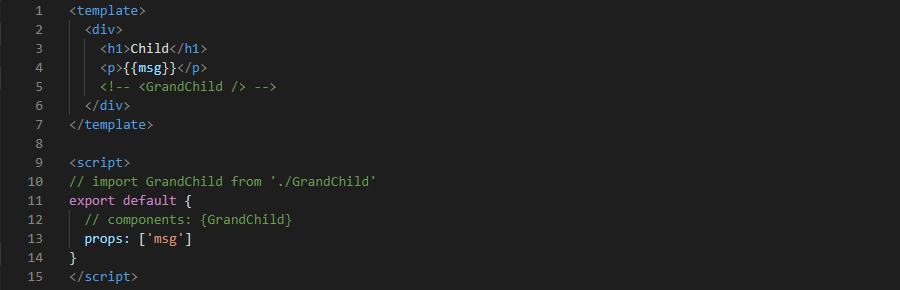 1 <template>
2   <div>
3     <h1>Child</h1>
4     <p>{{msg}}</p>
5     <!-- <GrandChild /> -->
6   </div>
7 </template>
8
9 <script>
10 // import GrandChild from './GrandChild'
11 export default {
12   // components: {GrandChild}
13   props: ['msg']
14 }
15 </script>